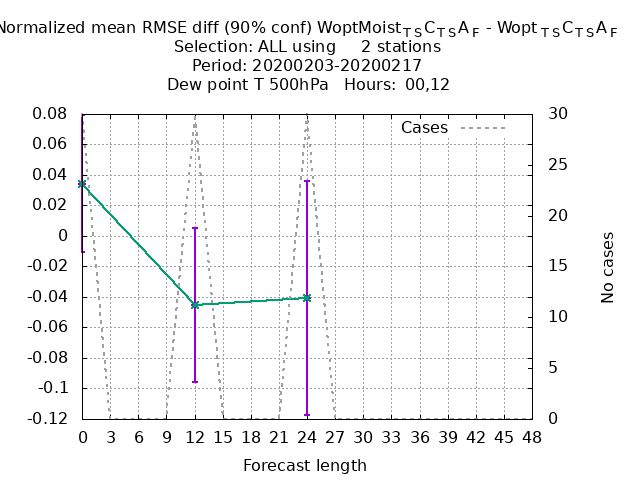 Normalized mean RMSE diff (90% conf) WoptMoist T S C T S A F - Wopt T S C T S A F
Selection: ALL using 2 stations
Period: 20200203-20200217
Dew point T 500hPa Hours: 00,12
Cases
0.08
0.06
0.04
0.02
0
-0.02
-0.04
-0.06
-0.08
-0.1
-0.12
30
25
20
15
10
5
0
No cases
0 3 6 9 12 15 18 21 24 27 30 33 36 39 42 45 48
Forecast length